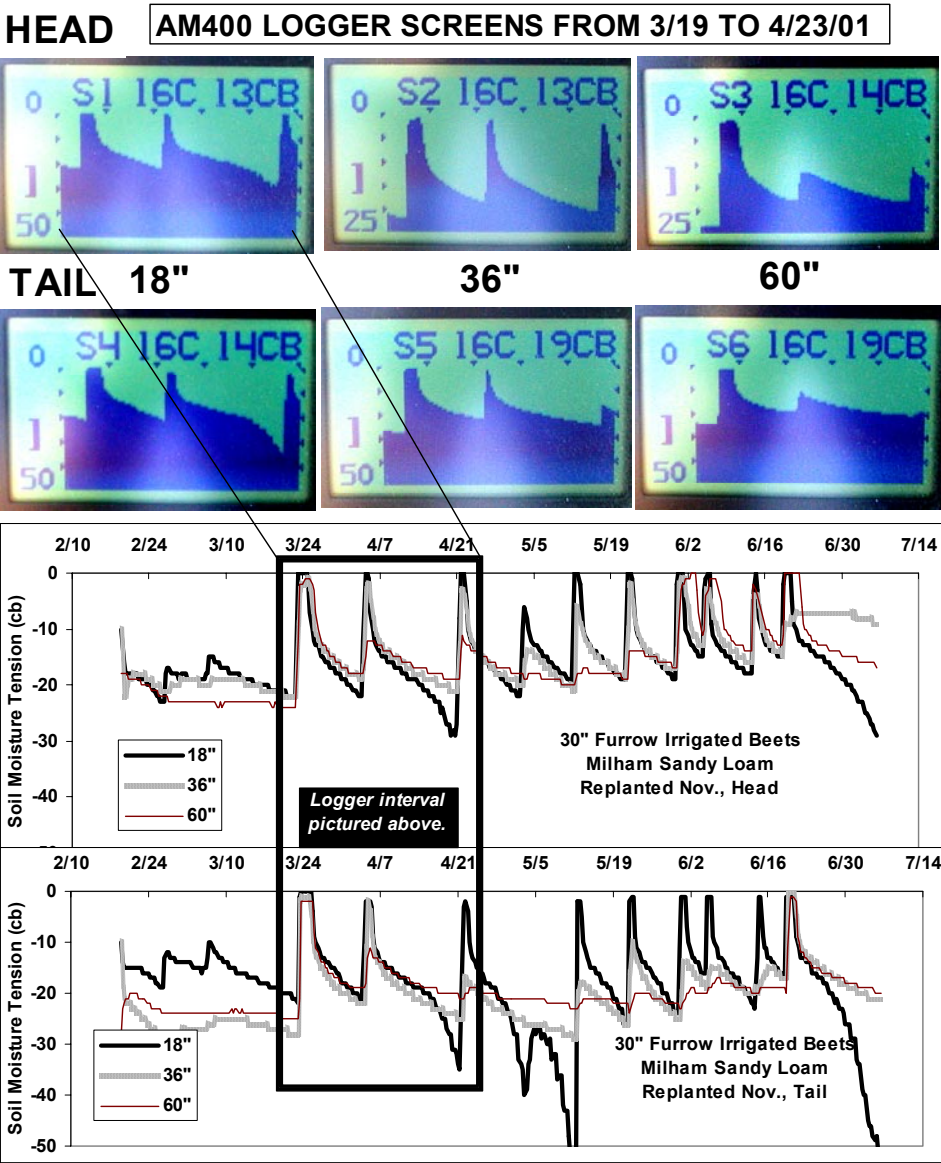 HEAD
AM400 LOGGER SCREENS FROM 3/19 TO 4/23/01
0 S1 16C 13CB
1
50
0 S2 16C 13CB
1
25
0 S3 16C 14CB
1
25
TAIL 18" 36" 60"
0 S4 16C 14CB
1
50
0 S5 16C 19CB
1
50
0 S6 16C 19CB
1
50
2/10 2/24 3/10 3/24 4/7 4/21 5/5 5/19 6/2 6/16 6/30 7/14
0
-10
-20
-30
-40
Soil Moisture Tension (cb)
18"
36"
60"
30" Furrow Irrigated Beets
Milham Sandy Loam
Replanted Nov., Head
Logger interval
pictured above.
2/10 2/24 3/10 3/24 4/7 4/21 5/5 5/19 6/2 6/16 6/30 7/14
0
-10
-20
-30
-40
-50
Soil Moisture Tension (cb)
18"
36"
60"
30" Furrow Irrigated Beets
Milham Sandy Loam
Replanted Nov., Tail